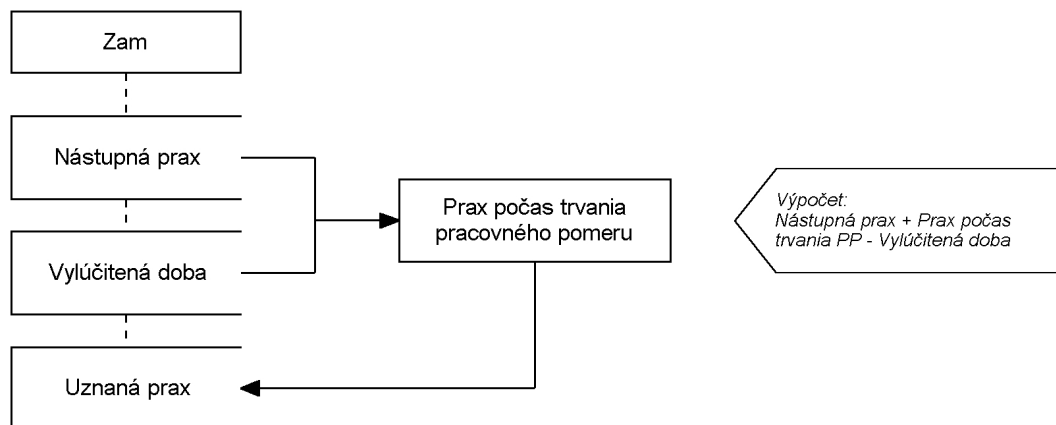 Zam
Nástupná prax
Vylúčitená doba
Uznaná prax
Prax počas trvania
pracovného pomeru
Výpočet:
Nástupná prax + Prax počas
trvania PP - Vylúčitená doba